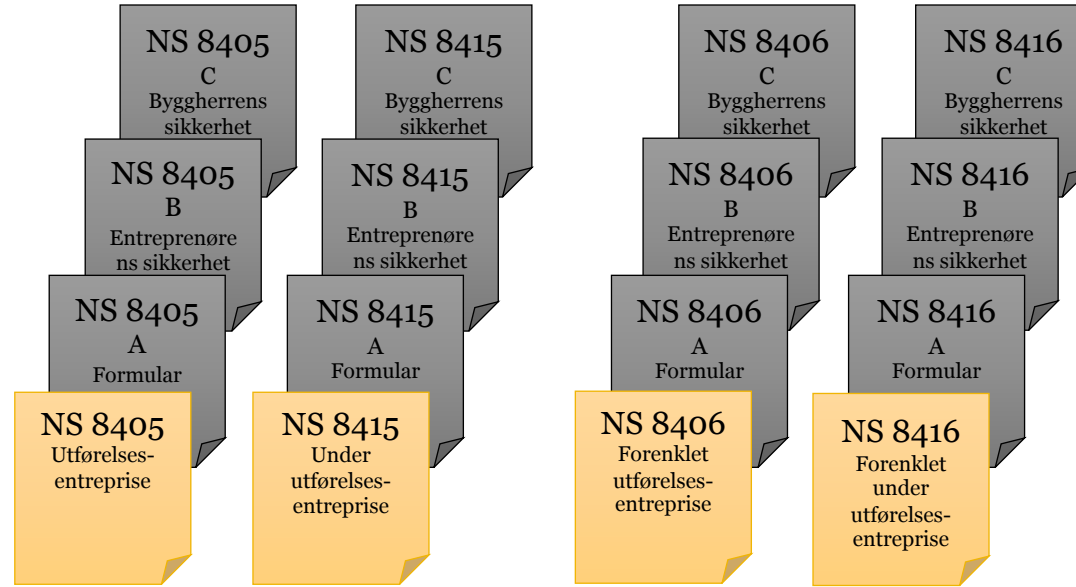 NS 8405
C
Byggherrens
sikkerhet
NS 8405
B
Entreprenøre
ns sikkerhet
NS 8405
A
Formular
NS 8405
Utførelses-
entreprise
NS 8415
C
Byggherrens
sikkerhet
NS 8415
B
Entreprenøre
ns sikkerhet
NS 8415
A
Formular
NS 8415
Under
utførelses-
entreprise
NS 8406
C
Byggherrens
sikkerhet
NS 8406
B
Entreprenøre
ns sikkerhet
NS 8406
A
Formular
NS 8406
Forenklet
utførelses-
entreprise
NS 8416
C
Byggherrens
sikkerhet
NS 8416
B
Entreprenøre
ns sikkerhet
NS 8416
A
Formular
NS 8416
Forenklet
under
utførelses-
entreprise